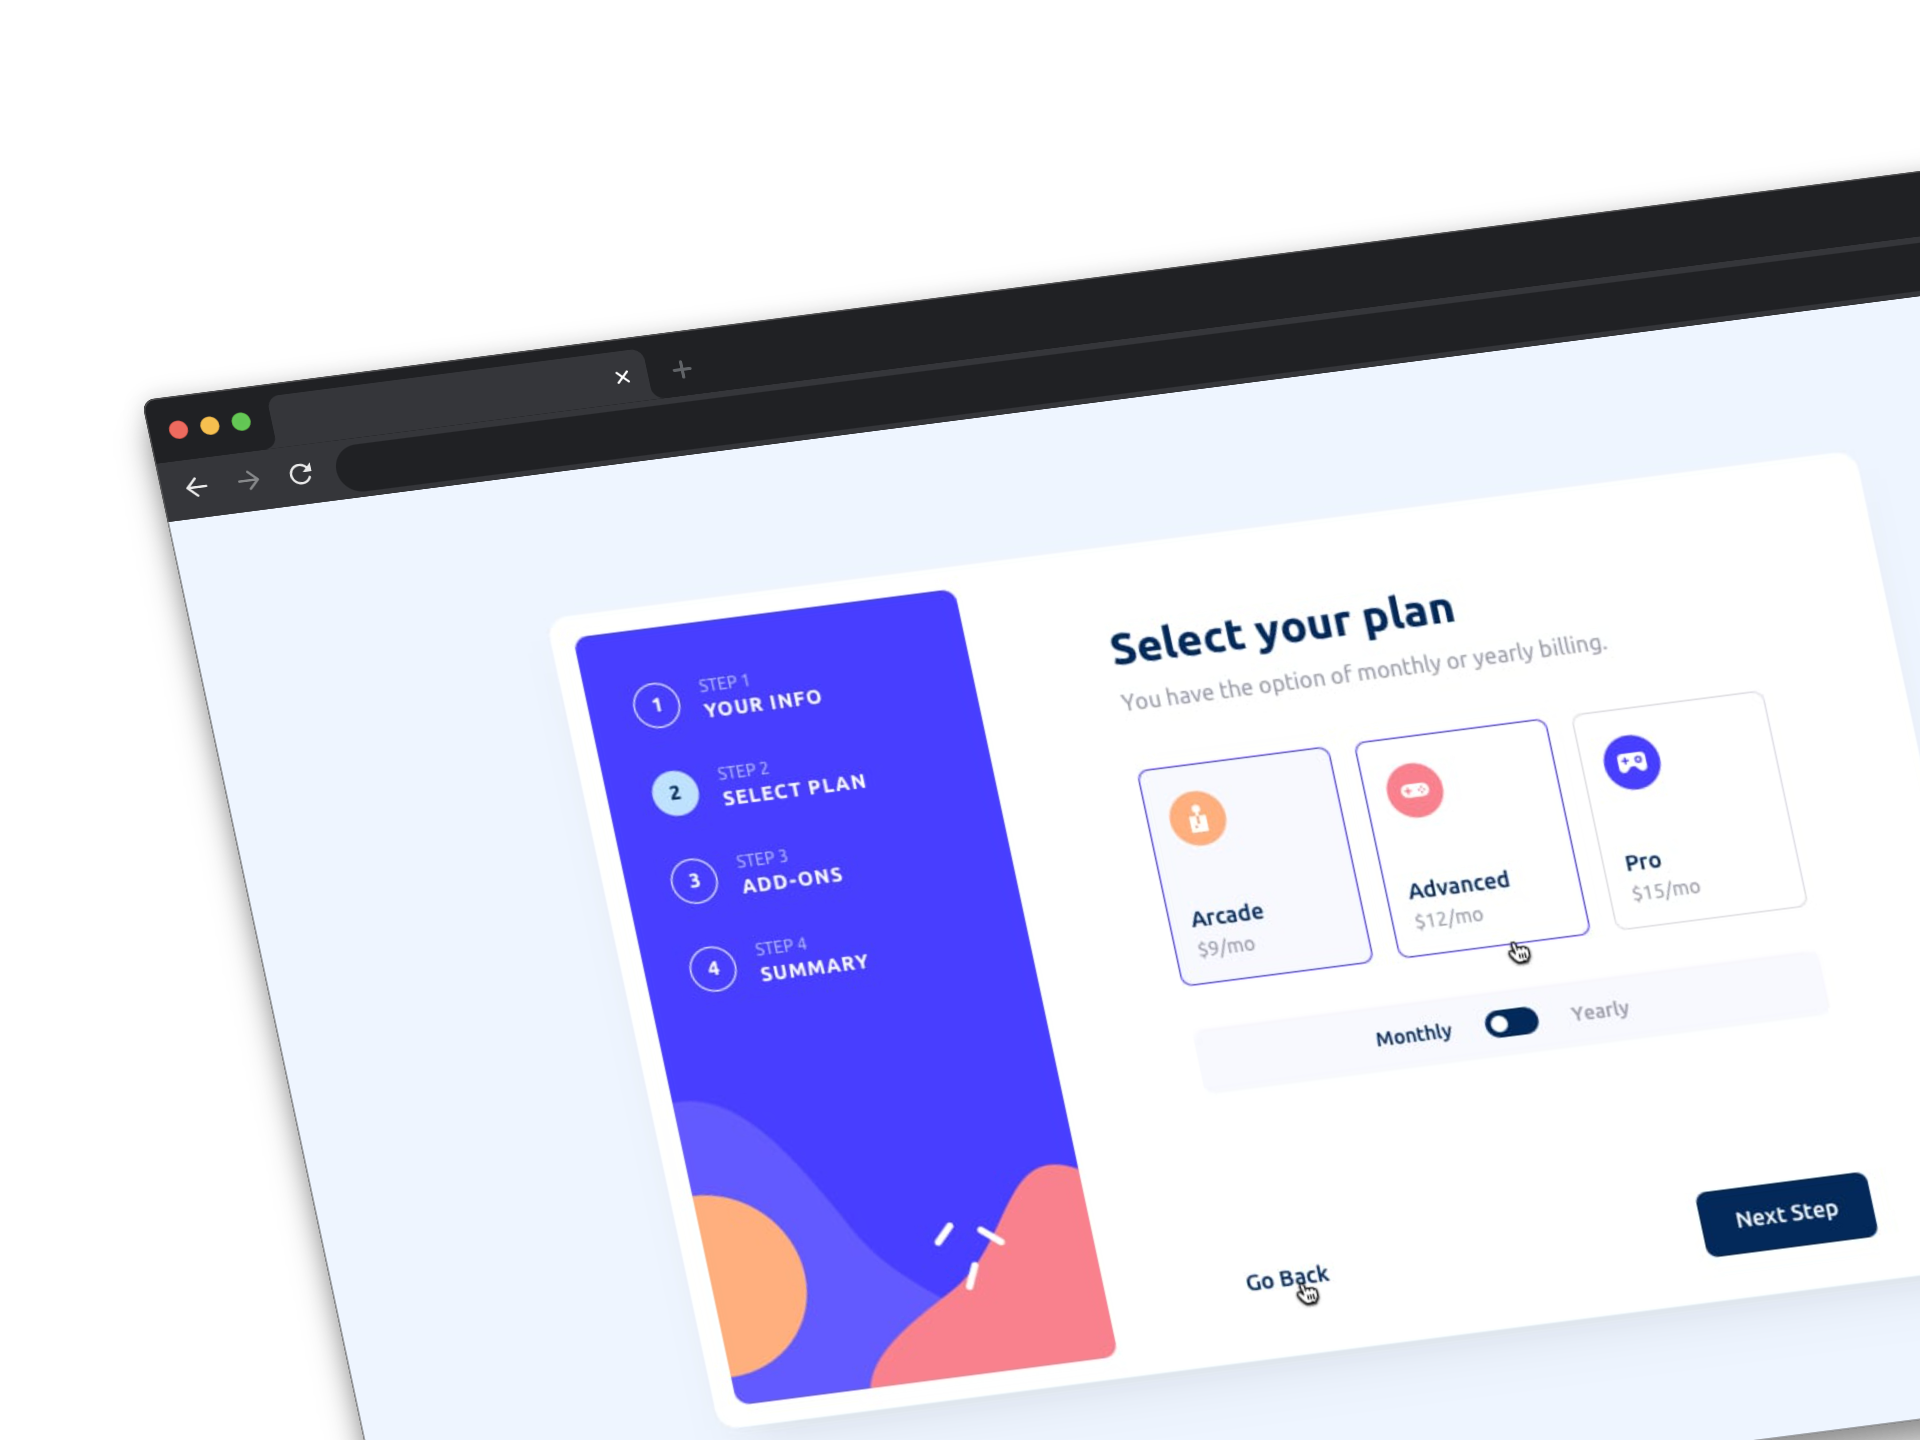 1
STEP 1
YOUR INFO
2
STEP 2
SELECT PLAN
3
STEP 3
ADD-ONS
4
STEP 4
SUMMARY
Select your plan
You have the option of monthly or yearly billing.
Arcade
$9/mo
Advanced
$12/mo
Pro
$15/mo
Monthly
Yearly
Go Back
Next Step